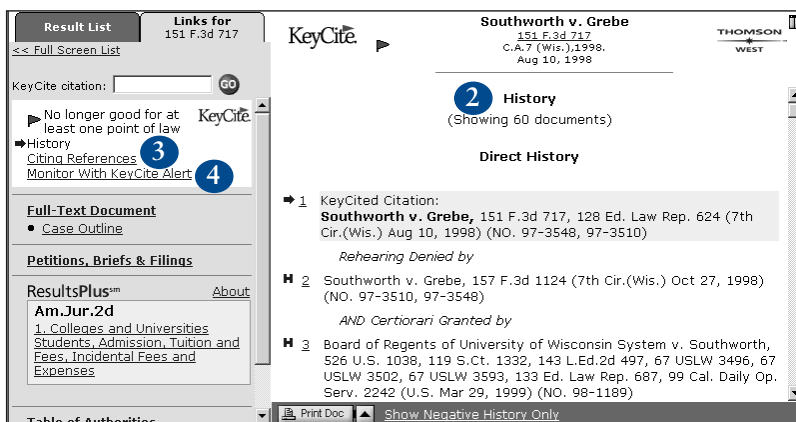 Result List
Links for
151 F.3d 717
<< Full Screen List
KeyCite citation:
GO
No longer good for at
least one point of law
KeyCite.
History
Citing References
3
Monitor With KeyCite Alert
4
Full-Text Document
• Case Outline
Petitions, Briefs & Filings
ResultsPlus℠
About
Am.Jur.2d
1. Colleges and Universities
Students, Admission, Tuition and
Fees, Incidental Fees and
Expenses
Table of Authorities
KeyCite.
Southworth v. Grebe
151 F.3d 717
C.A.7 (Wis.),1998.
Aug 10, 1998
THOMSON
WEST
2
History
(Showing 60 documents)
Direct History
1 KeyCited Citation:
Southworth v. Grebe, 151 F.3d 717, 128 Ed. Law Rep. 624 (7th
Cir.(Wis.) Aug 10, 1998) (NO. 97-3548, 97-3510)
Rehearing Denied by
H 2 Southworth v. Grebe, 157 F.3d 1124 (7th Cir.(Wis.) Oct 27, 1998)
(NO. 97-3510, 97-3548)
AND Certiorari Granted by
H 3 Board of Regents of University of Wisconsin System v. Southworth,
526 U.S. 1038, 119 S.Ct. 1332, 143 L.Ed.2d 497, 67 USLW 3496, 67
USLW 3502, 67 USLW 3593, 133 Ed. Law Rep. 687, 99 Cal. Daily Op.
Serv. 2242 (U.S. Mar 29, 1999) (NO. 98-1189)
Print Doc
Show Negative History Only